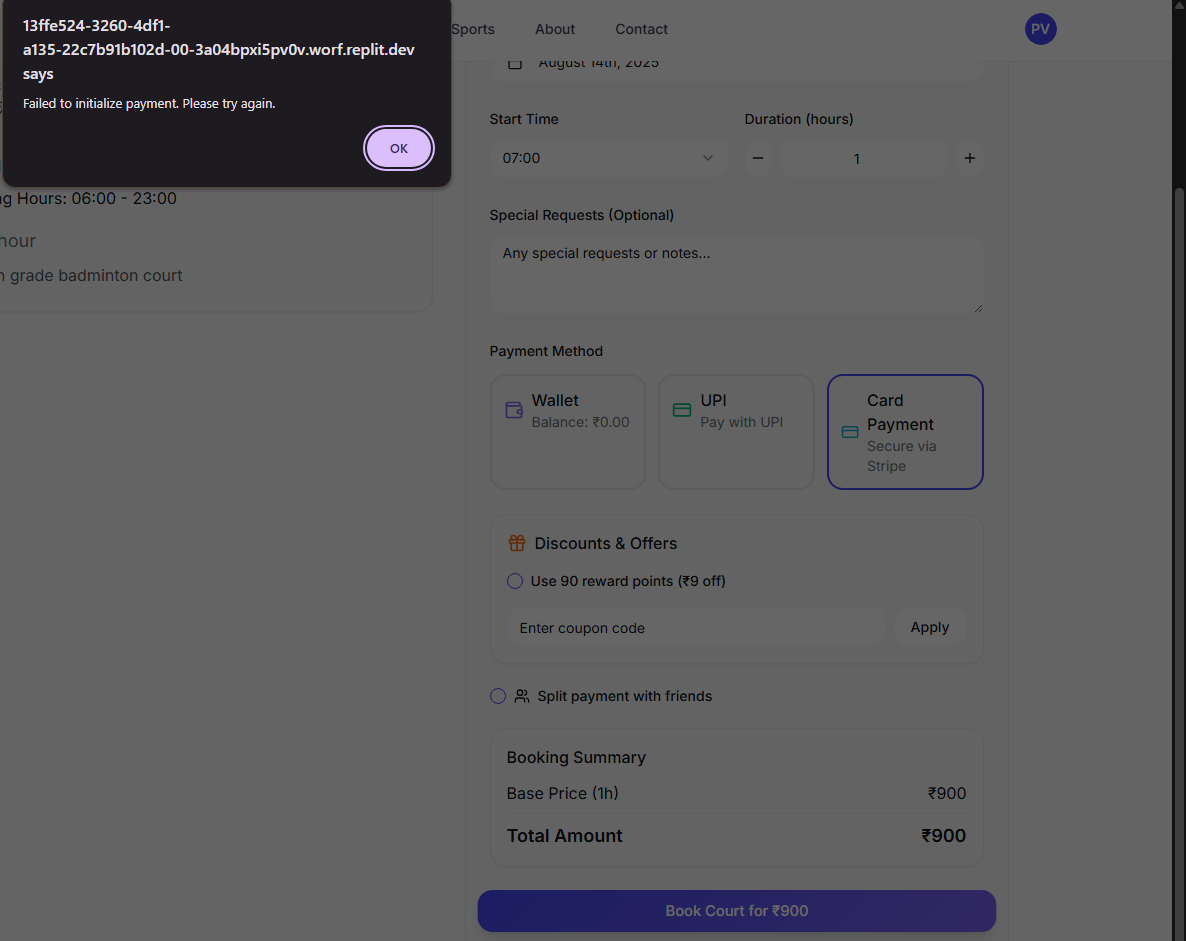 13ffe524-3260-4df1-
a135-22c7b91b102d-00-3a04bpxi5pv0v.worf.replit.dev
says
Failed to initialize payment. Please try again.
OK
Sports About Contact PV
August 14th, 2025
Start Time Duration (hours)
07:00 1
Hours: 06:00 - 23:00
Special Requests (Optional)
hour
Any special requests or notes...
grade badminton court
Payment Method
Wallet
Balance: ₹0.00
UPI
Pay with UPI
Card
Payment
Secure via
Stripe
Discounts & Offers
Use 90 reward points (₹9 off)
Enter coupon code Apply
Split payment with friends
Booking Summary
Base Price (1h) ₹900
Total Amount ₹900
Book Court for ₹900